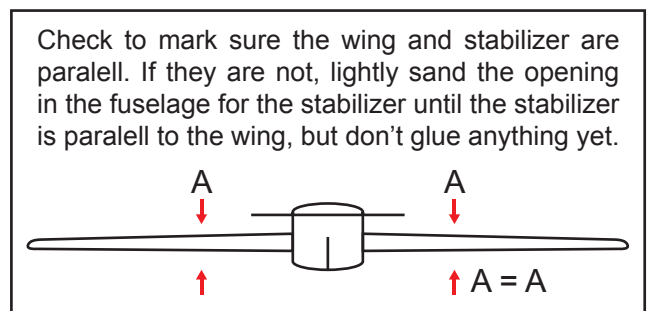 Check to mark sure the wing and stabilizer are
paralell. If they are not, lightly sand the opening
in the fuselage for the stabilizer until the stabilizer
is paralell to the wing, but don't glue anything yet.
A A
A = A